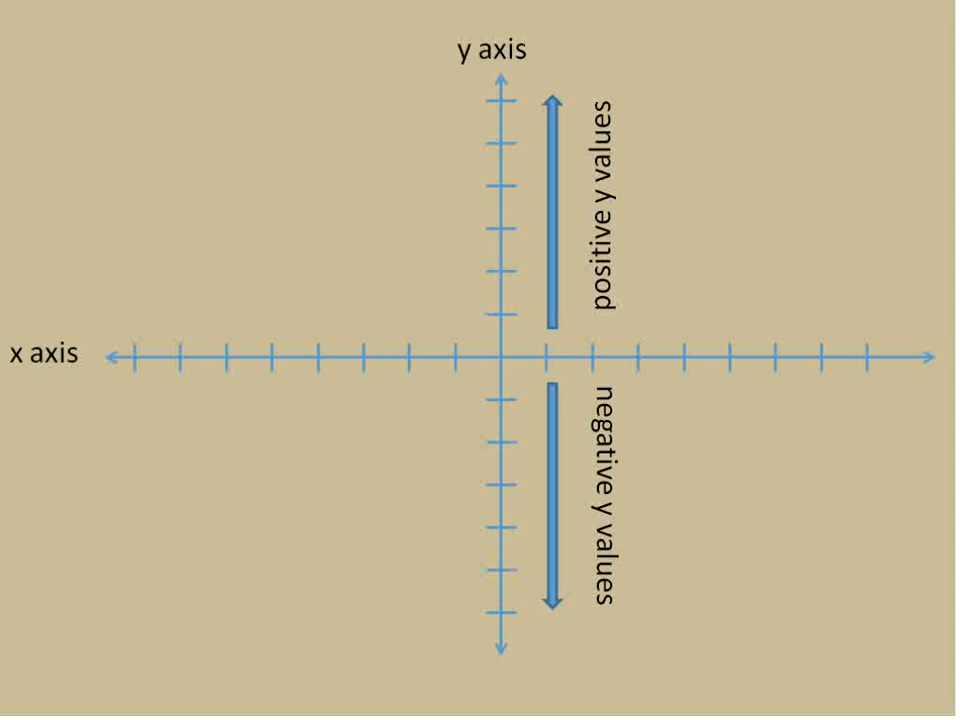 y axis
positive y values
x axis
negative y values